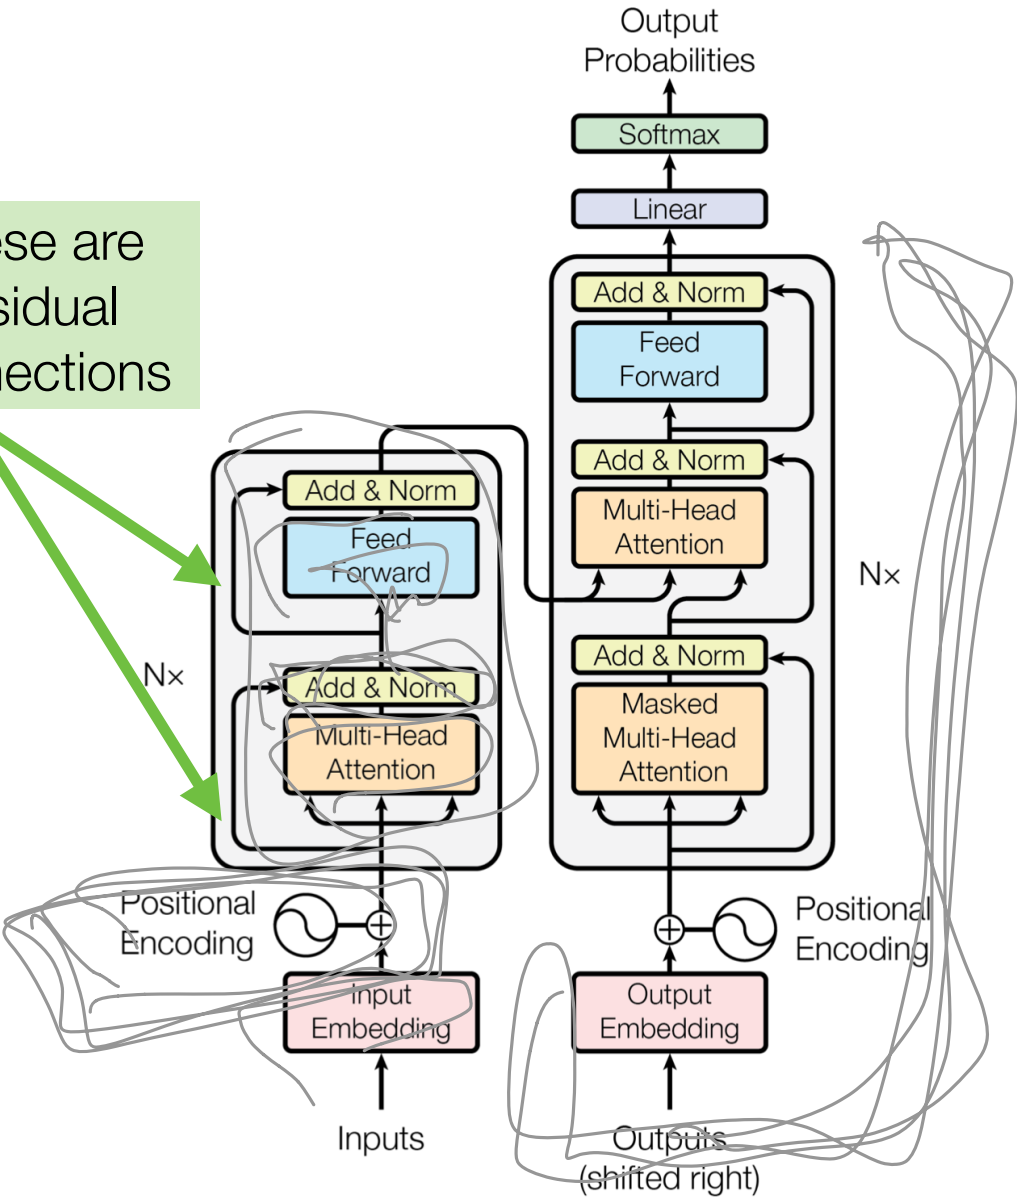 Output
Probabilities
Softmax
Linear
Add & Norm
Feed
Forward
Add & Norm
Multi-Head
Attention
Nx
Add & Norm
Masked
Multi-Head
Attention
Positional
Encoding
Output
Embedding
Outputs
(shifted right)
ese are
sidual
nections
Add & Norm
Feed
Forward
Nx
Add & Norm
Multi-Head
Attention
Positional
Encoding
Input
Embedding
Inputs